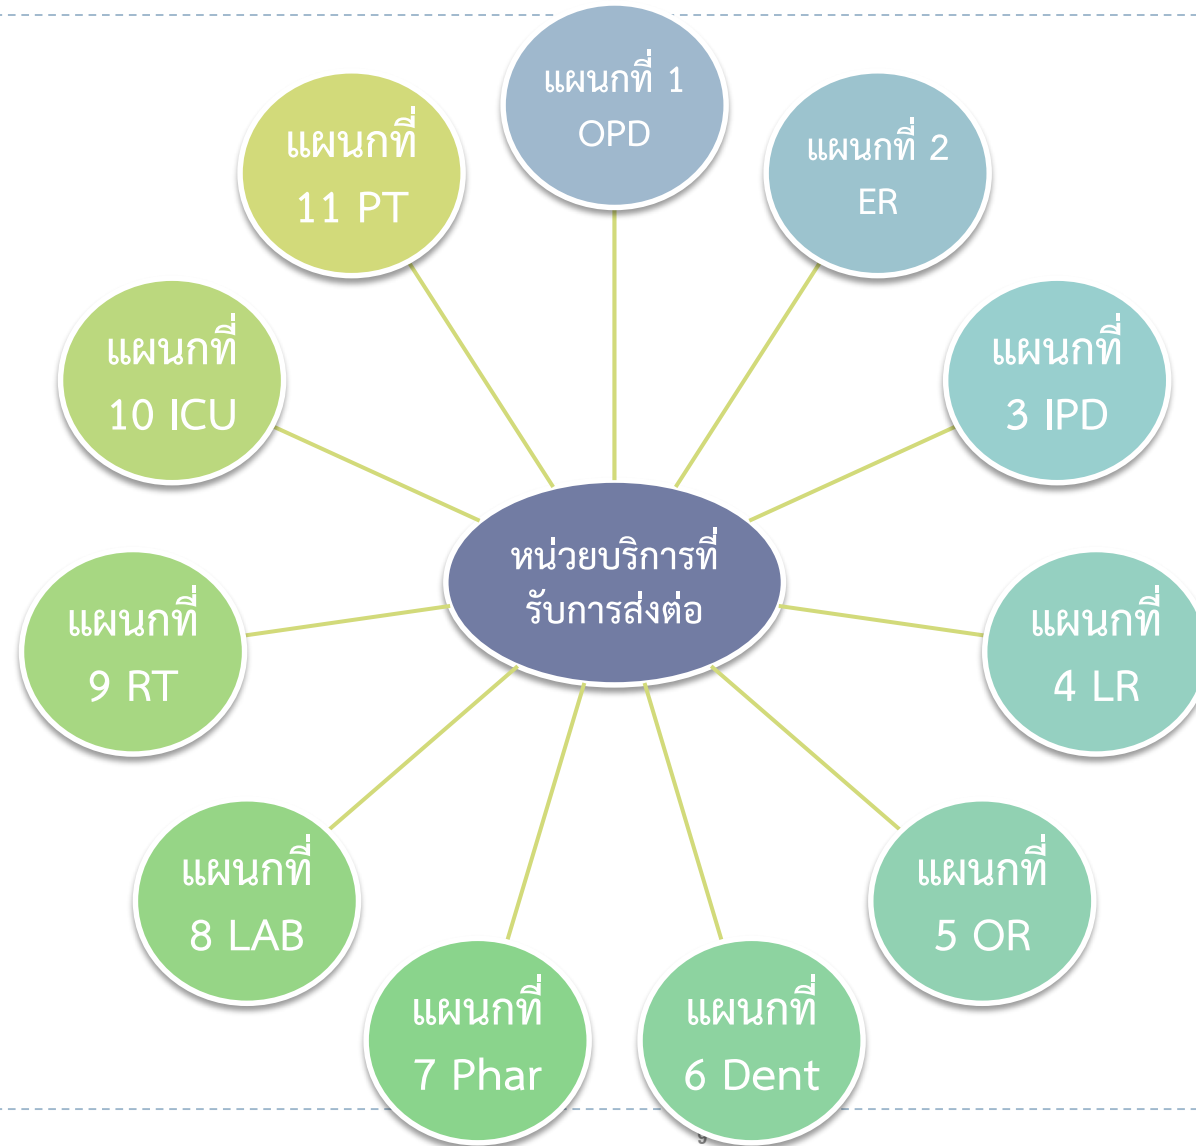 แผนกที่ 1
OPD
แผนกที่ 2
ER
แผนกที่
3 IPD
แผนกที่
4 LR
แผนกที่
5 OR
แผนกที่
6 Dent
แผนกที่
7 Phar
แผนกที่
8 LAB
แผนกที่
9 RT
แผนกที่
10 ICU
แผนกที่
11 PT
หน่วยบริการที่
รับการส่งต่อ
9